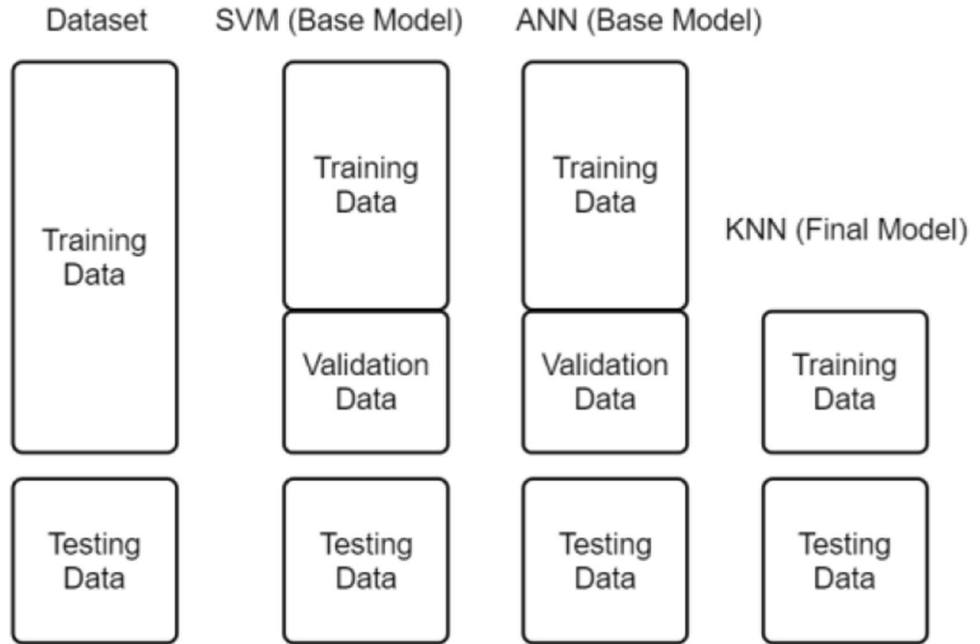 Dataset
SVM (Base Model)
ANN (Base Model)
Training
Data
Training
Data
Training
Data
KNN (Final Model)
Validation
Data
Validation
Data
Training
Data
Testing
Data
Testing
Data
Testing
Data
Testing
Data